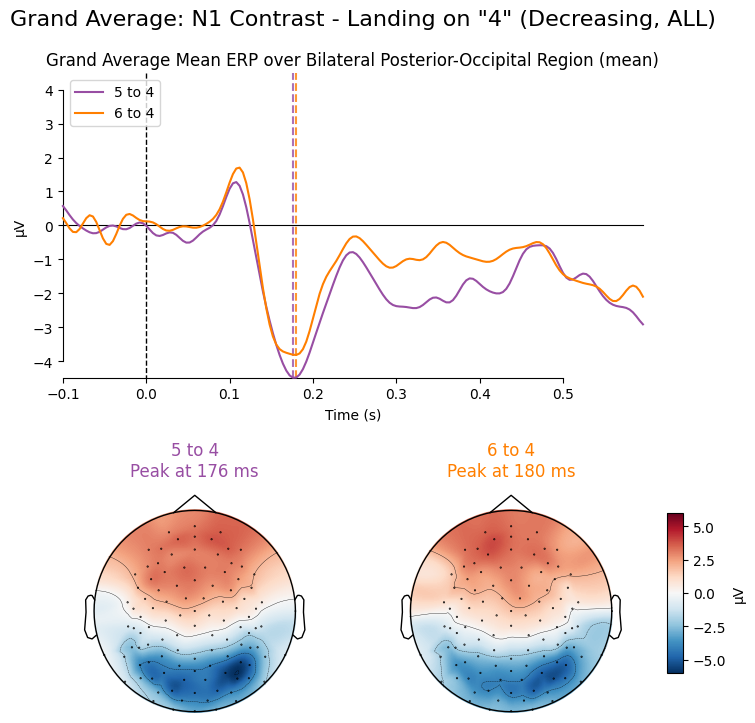 Grand Average: N1 Contrast - Landing on "4" (Decreasing, ALL)
Grand Average Mean ERP over Bilateral Posterior-Occipital Region (mean)
5 to 4
6 to 4
4
3
2
1
0
−1
−2
−3
−4
µV
−0.1
0.0
0.1
0.2
0.3
0.4
0.5
Time (s)
5 to 4
Peak at 176 ms
6 to 4
Peak at 180 ms
5.0
2.5
0.0
−2.5
−5.0
µV